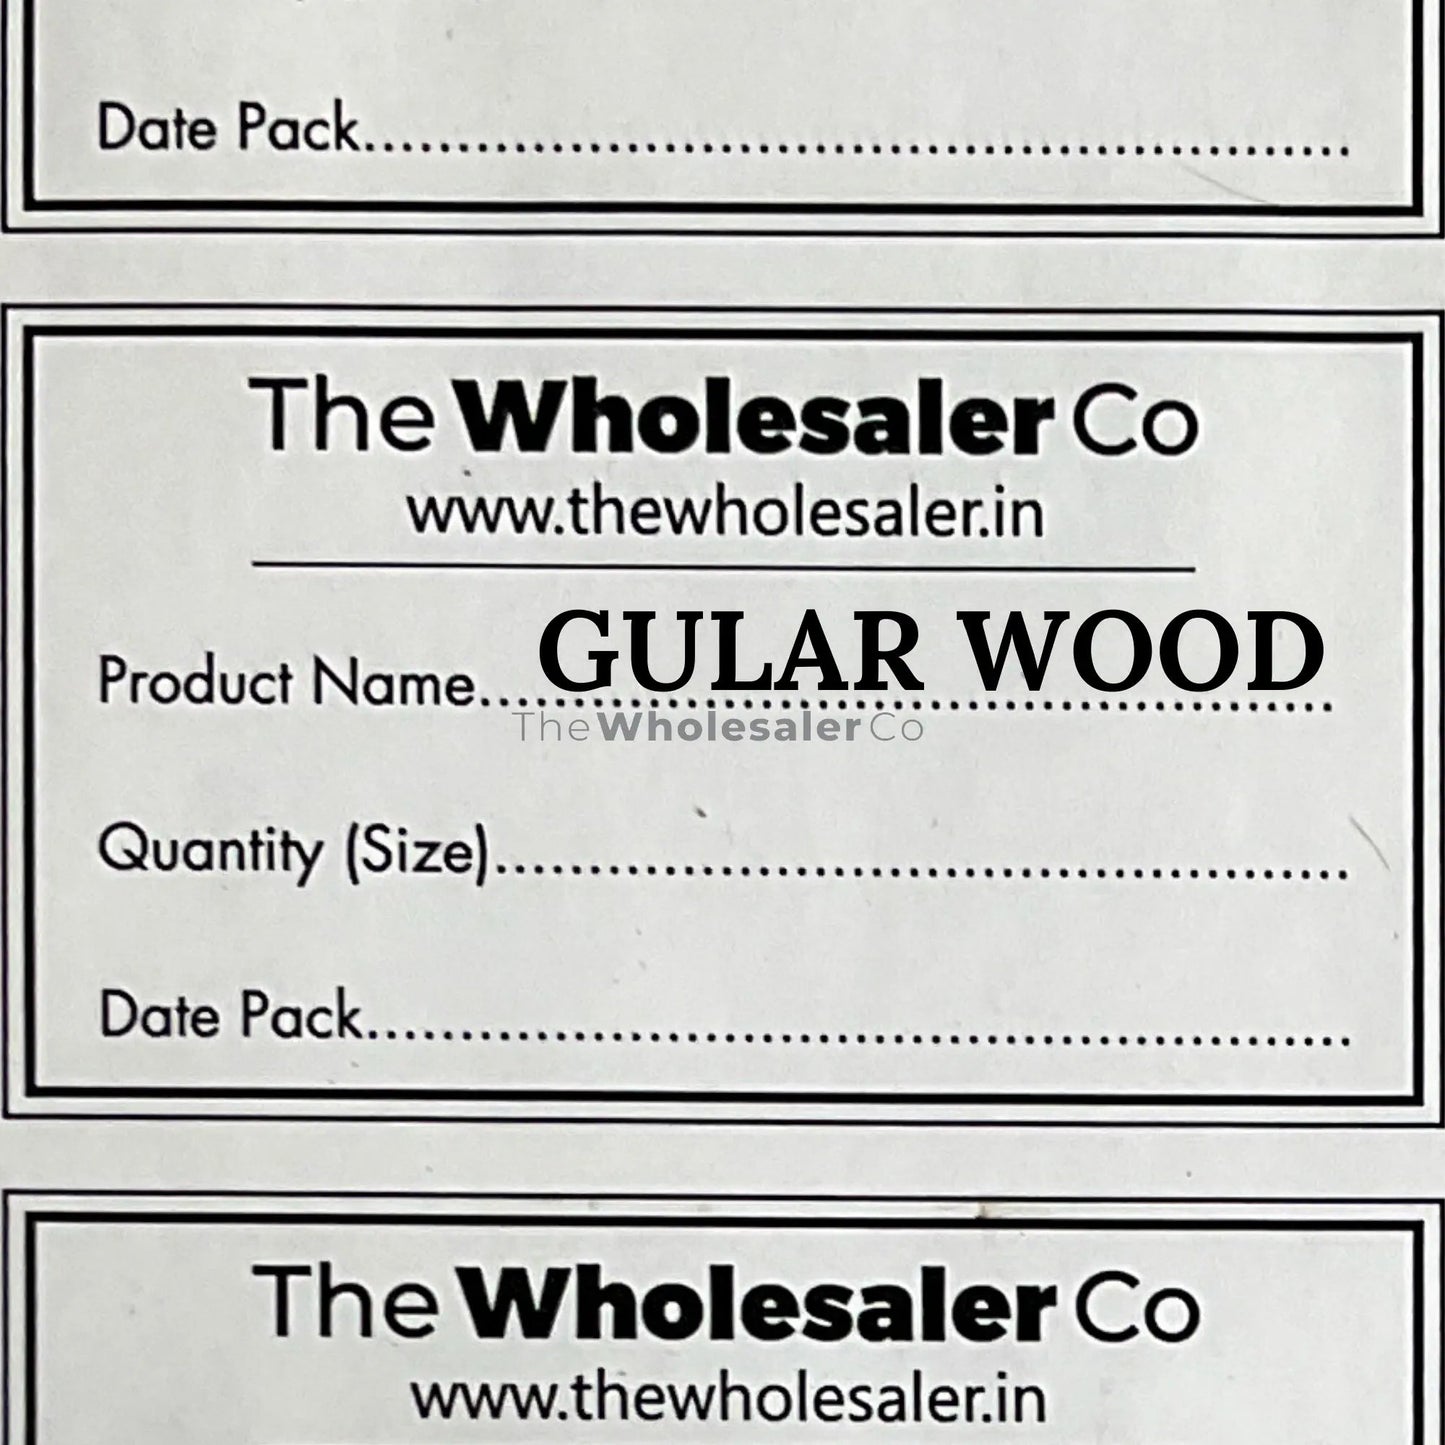 Date Pack..........................................................
The Wholesaler Co
www.thewholesaler.in
Product Name.................................................. GULAR WOOD
The Wholesaler Co
Quantity (Size)..................................................
Date Pack..........................................................
The Wholesaler Co
www.thewholesaler.in